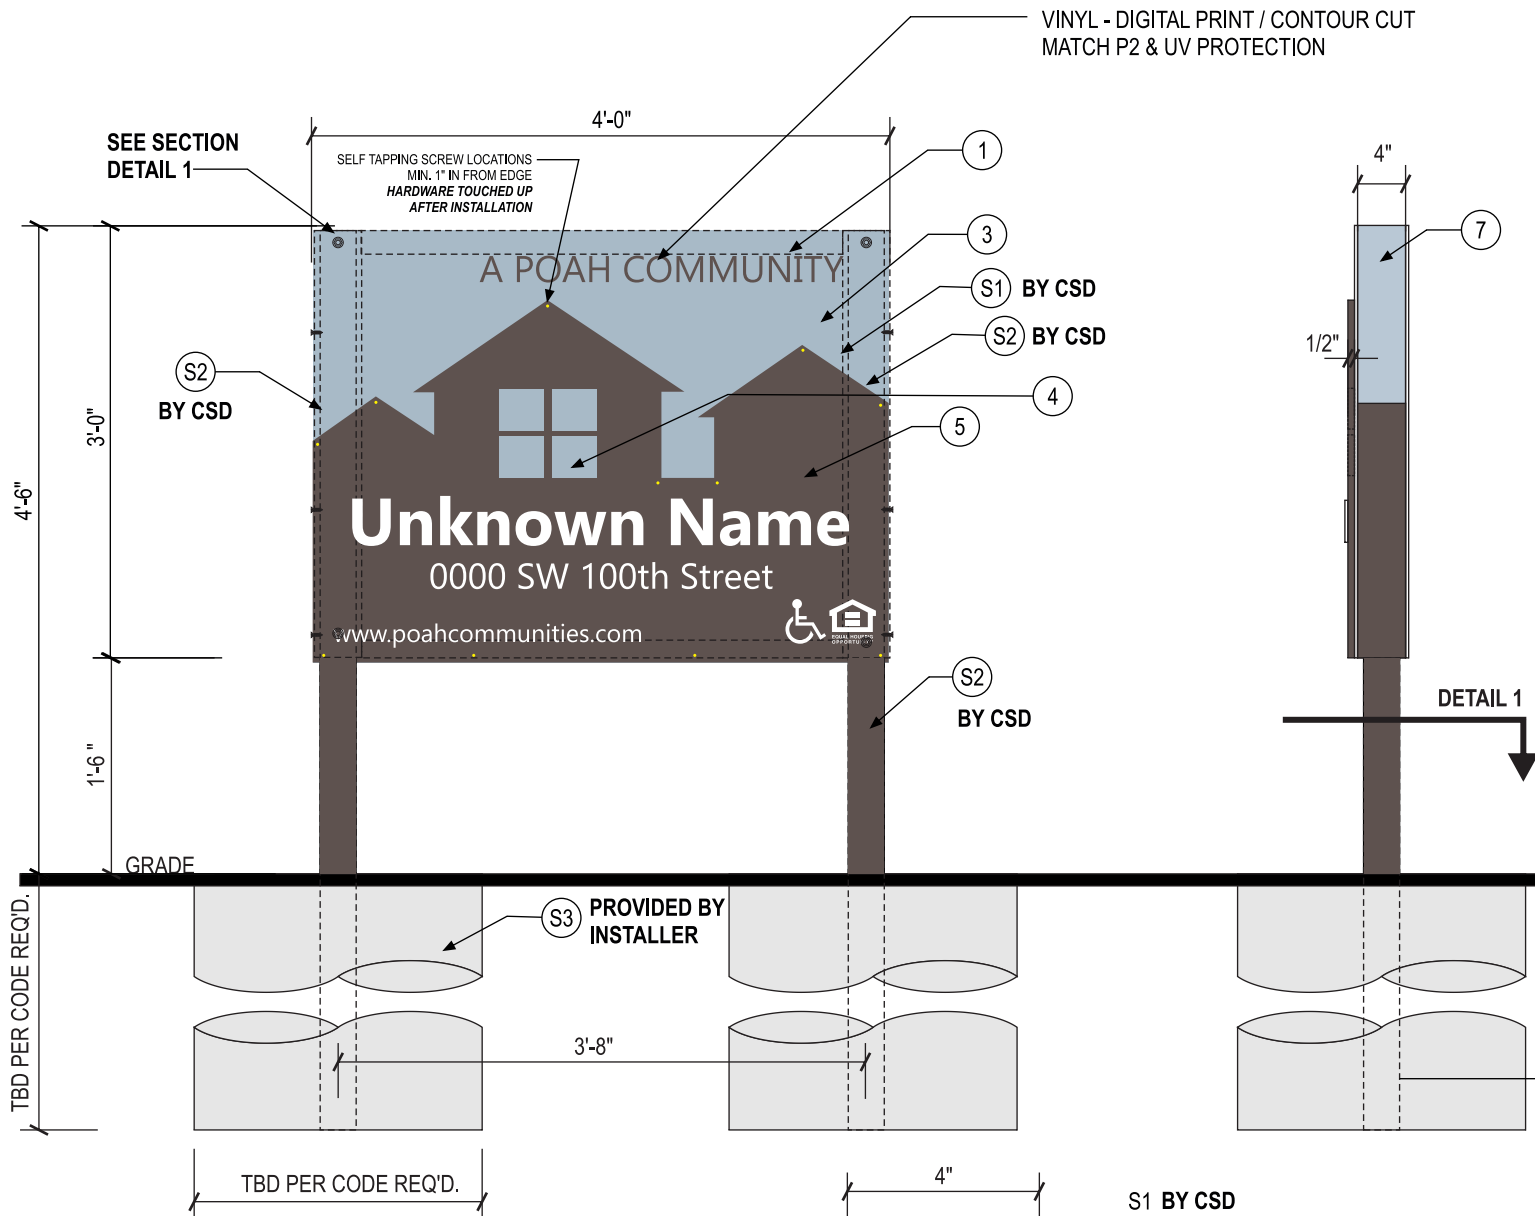 VINYL - DIGITAL PRINT / CONTOUR CUT
MATCH P2 & UV PROTECTION
4'-0"
SEE SECTION
DETAIL 1
SELF TAPPING SCREW LOCATIONS
MIN. 1" IN FROM EDGE
HARDWARE TOUCHED UP
AFTER INSTALLATION
1
4"
3
7
A POAH COMMUNITY
S1 BY CSD
S2 BY CSD
1/2"
S2
BY CSD
4
3'-0"
5
4'-6"
Unknown Name
0000 SW 100th Street
www.poahcommunities.com
EQUAL HOUSING
OPPORTUNITY
S2
BY CSD
DETAIL 1
1'-6"
GRADE
S3
PROVIDED BY
INSTALLER
TBD PER CODE REQ'D.
3'-8"
TBD PER CODE REQ'D.
4"
S1 BY CSD